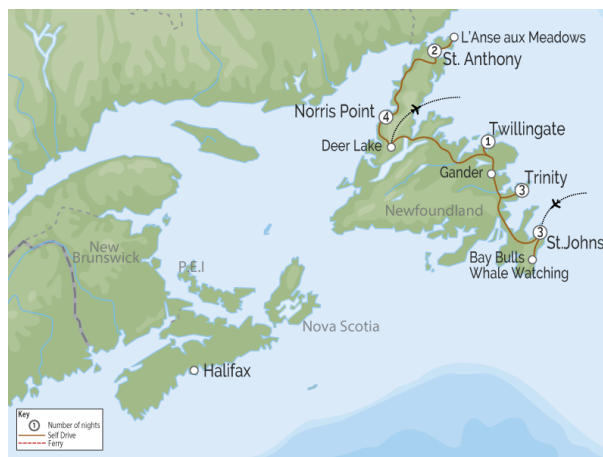 L'Anse aux Meadows
2
St. Anthony
Norris Point
4
Deer Lake
Twillingate
1
Gander
Trinity
3
Newfoundland
3
St.Johns
Bay Bulls
Whale Watching
New
Brunswick
P.E.I
Nova Scotia
Halifax
Key
1 Number of nights
Self Drive
Ferry